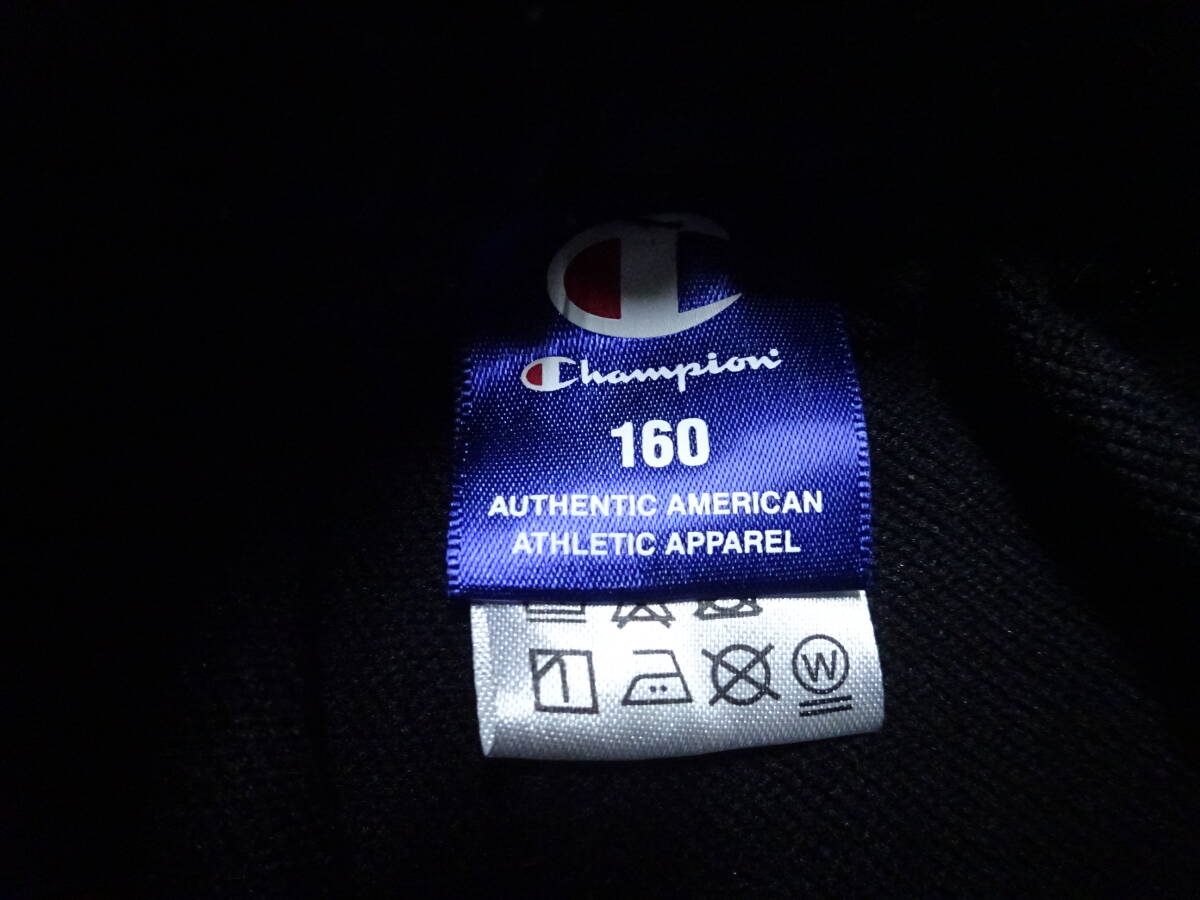 Champion
160
AUTHENTIC AMERICAN
ATHLETIC APPAREL
W